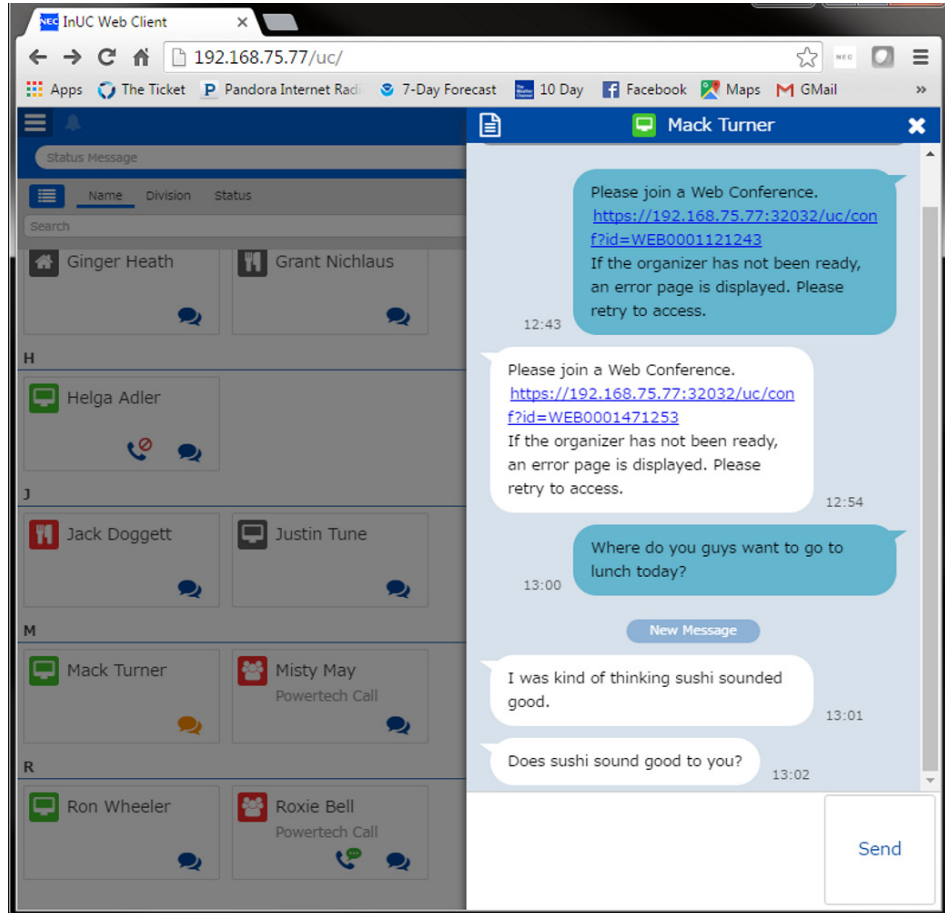 NEC InUC Web Client
192.168.75.77/uc/
NEC
Apps The Ticket Pandora Internet Radi 7-Day Forecast 10 Day Facebook Maps GMail »
Mack Turner
Status Message
Name Division Status
Search
Ginger Heath Grant Nichlaus
H
Helga Adler
J
Jack Doggett Justin Tune
M
Mack Turner Misty May
Powertech Call
R
Ron Wheeler Roxie Bell
Powertech Call
Please join a Web Conference.
https://192.168.75.77:32032/uc/con
f?id=WEB0001121243
If the organizer has not been ready,
an error page is displayed. Please
retry to access.
12:43
Please join a Web Conference.
https://192.168.75.77:32032/uc/con
f?id=WEB0001471253
If the organizer has not been ready,
an error page is displayed. Please
retry to access.
12:54
Where do you guys want to go to
lunch today?
13:00
New Message
I was kind of thinking sushi sounded
good.
13:01
Does sushi sound good to you?
13:02
Send